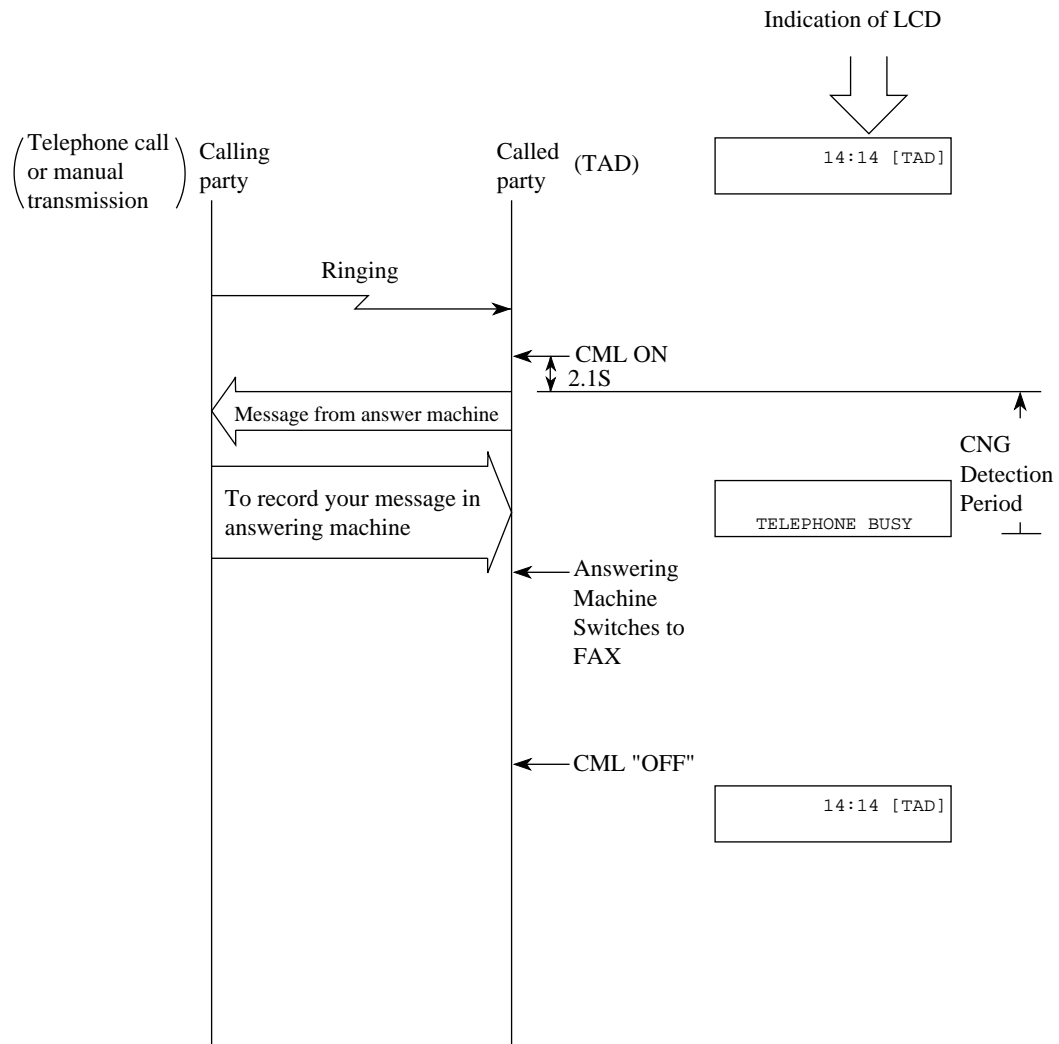 Indication of LCD
Telephone call
or manual
transmission
Calling
party
Called
party
(TAD)
14:14 [TAD]
Ringing
CML ON
2.1S
Message from answer machine
CNG
Detection
Period
To record your message in
answering machine
TELEPHONE BUSY
Answering
Machine
Switches to
FAX
CML "OFF"
14:14 [TAD]